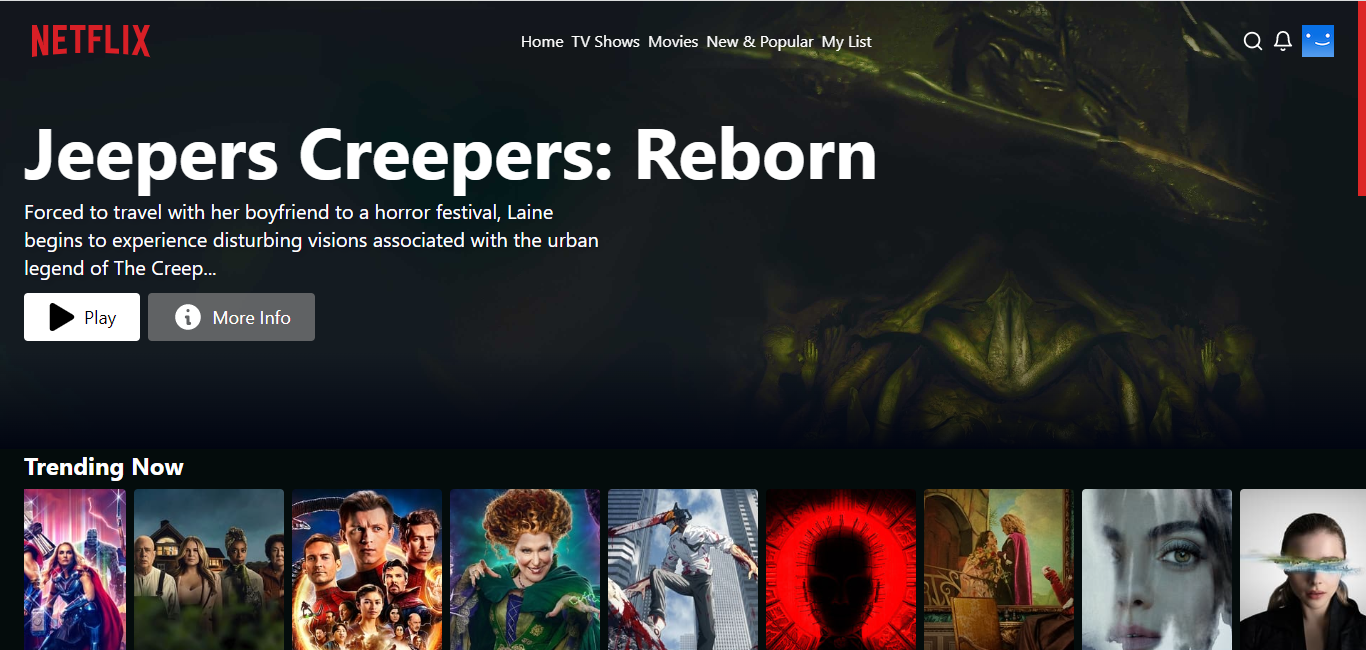 NETFLIX
Home TV Shows Movies New & Popular My List
Jeepers Creepers: Reborn
Forced to travel with her boyfriend to a horror festival, Laine
begins to experience disturbing visions associated with the urban
legend of The Creep...
Play
More Info
Trending Now